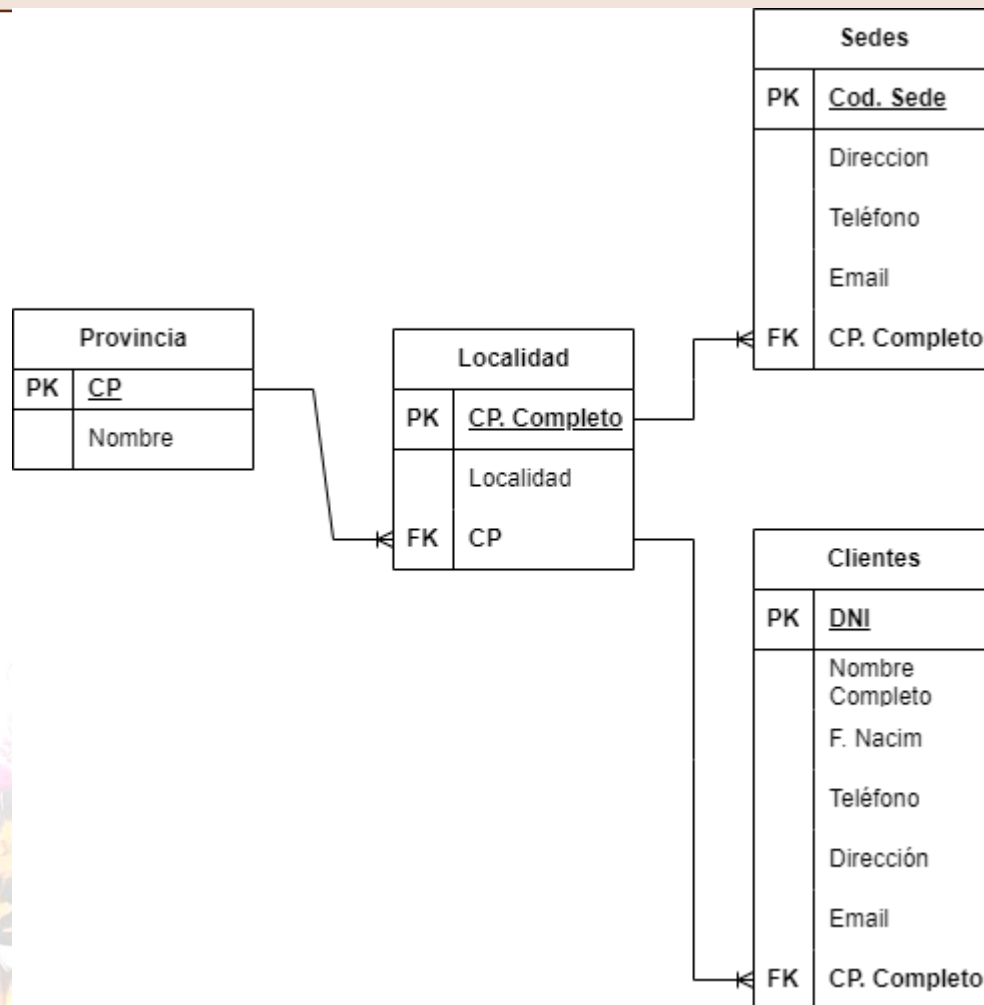 Sedes
PK Cod. Sede
Direccion
Teléfono
Email
FK CP. Completo
Provincia
PK CP
Nombre
Localidad
PK CP. Completo
Localidad
FK CP
Clientes
PK DNI
Nombre
Completo
F. Nacim
Teléfono
Dirección
Email
FK CP. Completo